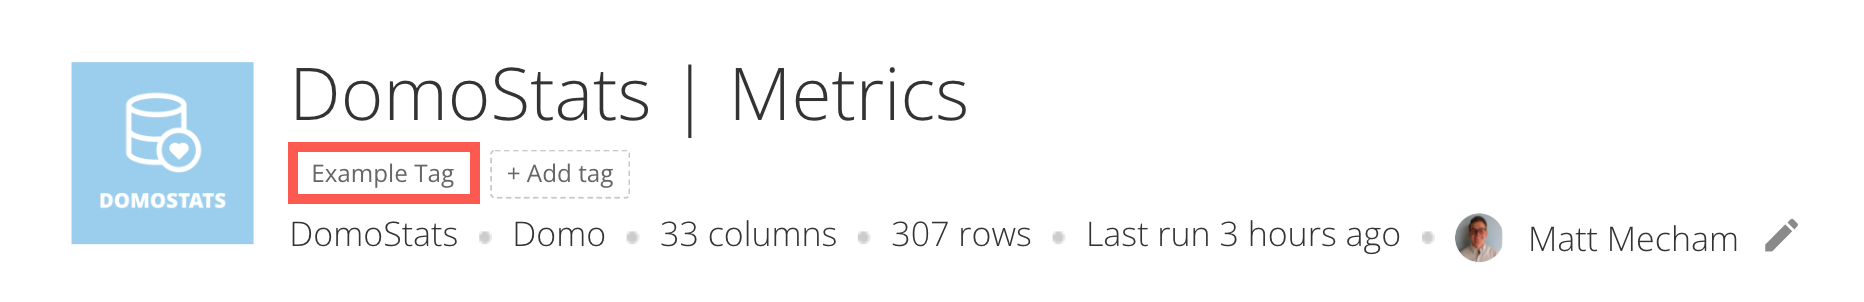 DomoStats | Metrics
Example Tag + Add tag
DOMOSTATS
DomoStats Domo 33 columns 307 rows Last run 3 hours ago Matt Mecham